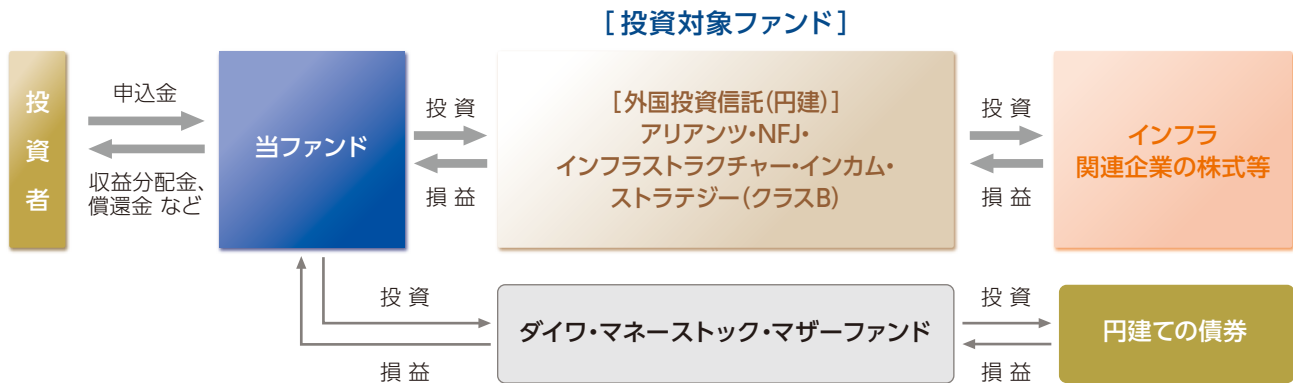 [投資対象ファンド]
投資者
申込金
収益分配金、
償還金 など
当ファンド
投 資
損 益
[外国投資信託(円建)]
アリアンツ・NFJ・
インフラストラクチャー・インカム・
ストラテジー(クラスB)
投 資
損 益
インフラ
関連企業の株式等
投 資
損 益
ダイワ・マネーストック・マザーファンド
投 資
損 益
円建ての債券